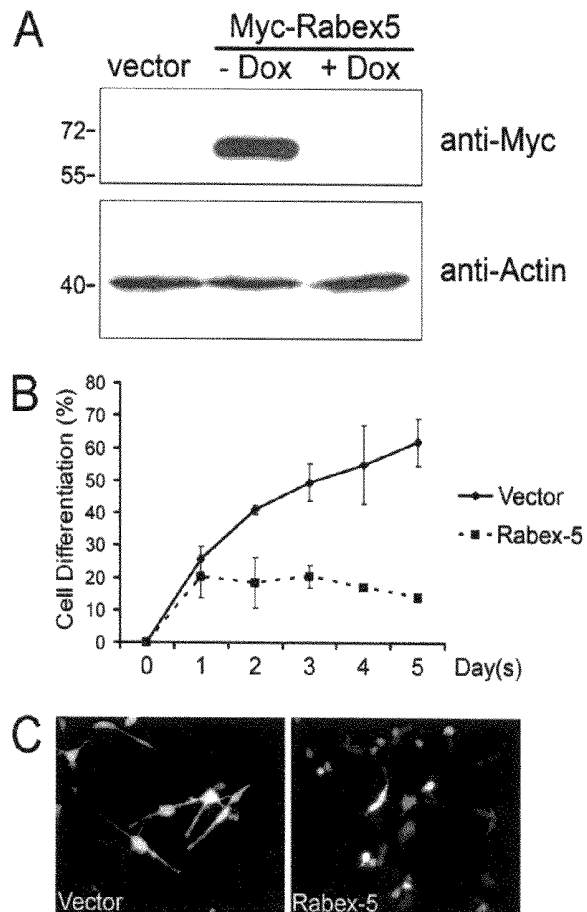 A
Myc-Rabex5
vector - Dox + Dox
72-
55-
anti-Myc
40-
anti-Actin
B
Cell Differentiation (%)
80
70
60
50
40
30
20
10
0
0 1 2 3 4 5 Day(s)
Vector
Rabex-5
C
Vector
Rabex-5